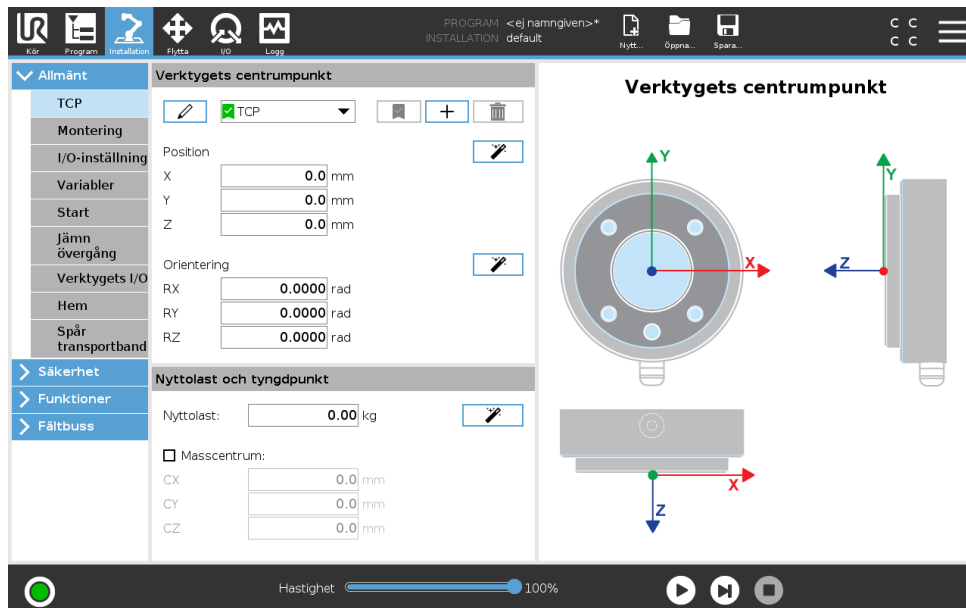 PROGRAM <ej namngiven>*
INSTALLATION default
Kör Program Installation Flytta I/O Logg Nytt... Öppna... Spara...
C C
C C
Allmänt
TCP
Montering
I/O-inställning
Variabler
Start
Jämn
övergång
Verktygets I/O
Hem
Spår
transportband
Säkerhet
Funktioner
Fältbuss
Verktygets centrumpunkt
TCP
Position
X 0.0 mm
Y 0.0 mm
Z 0.0 mm
Orientering
RX 0.0000 rad
RY 0.0000 rad
RZ 0.0000 rad
Nyttolast och tyngdpunkt
Nyttolast: 0.00 kg
Masscentrum:
CX 0.0 mm
CY 0.0 mm
CZ 0.0 mm
Verktygets centrumpunkt
Y
X
Y
Z
X
Z
Hastighet 100%